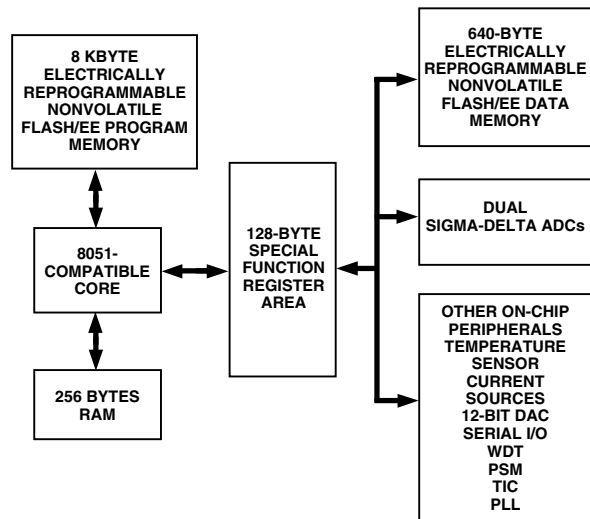 8 KBYTE
ELECTRICALLY
REPROGRAMMABLE
NONVOLATILE
FLASH/EE PROGRAM
MEMORY
8051-
COMPATIBLE
CORE
256 BYTES
RAM
128-BYTE
SPECIAL
FUNCTION
REGISTER
AREA
640-BYTE
ELECTRICALLY
REPROGRAMMABLE
NONVOLATILE
FLASH/EE DATA
MEMORY
DUAL
SIGMA-DELTA ADCs
OTHER ON-CHIP
PERIPHERALS
TEMPERATURE
SENSOR
CURRENT
SOURCES
12-BIT DAC
SERIAL I/O
WDT
PSM
TIC
PLL